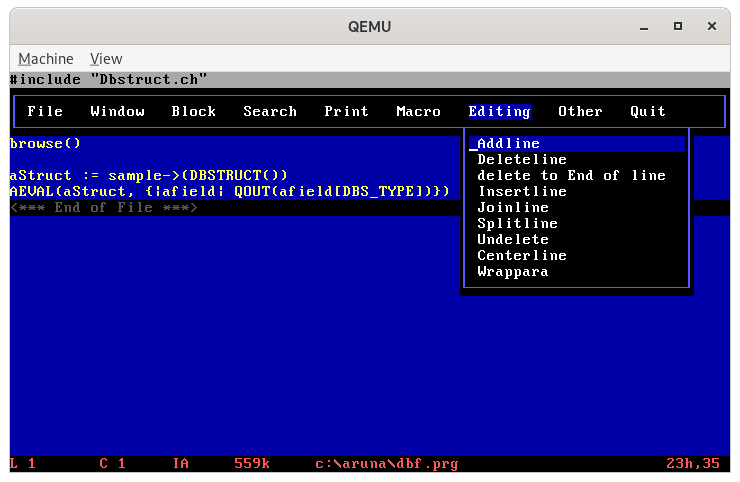 QEMU
Machine View
#include "Dbstruct.ch"
File Window Block Search Print Macro Editing Other Quit
browse()
Addline
Deleteline
aStruct := sample->(DBSTRUCT())
delete to End of line
AEVAL(aStruct, {|afield| QOUT(afield[DBS_TYPE])})
Insertline
<*** End of File ***>
Joinline
Splitline
Undelete
Centerline
Wrappara
L 1 C 1 IA 559k c:\aruna\dbf.prg 23h,35